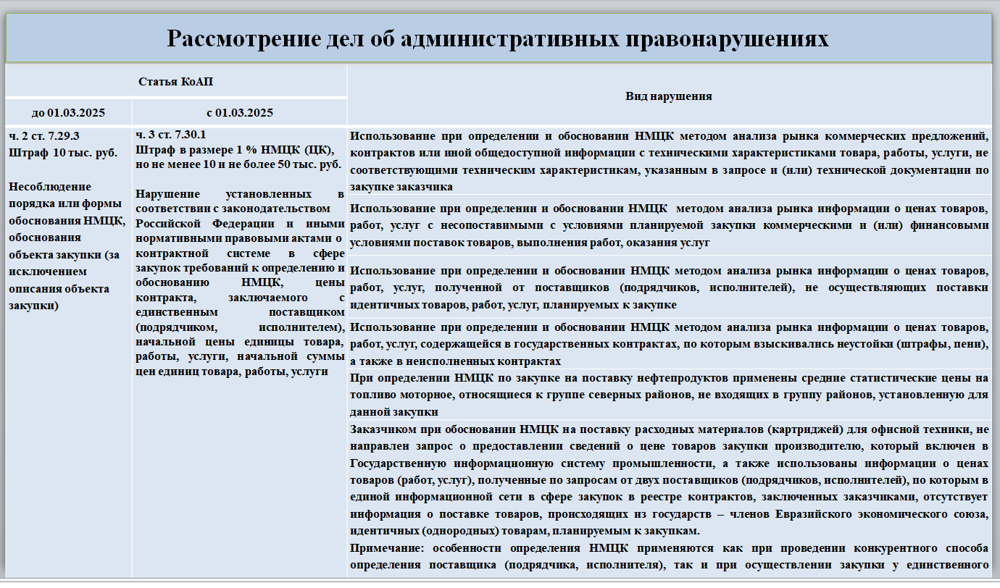 Рассмотрение дел об административных правонарушениях
Статья КоАП
Вид нарушения
до 01.03.2025
с 01.03.2025
ч. 2 ст. 7.29.3
Штраф 10 тыс. руб.
Несоблюдение
порядка или формы
обоснования НМЦК,
обоснования
объекта закупки (за
исключением
описания объекта
закупки)
ч. 3 ст. 7.30.1
Штраф в размере 1 % НМЦК (ЦК),
но не менее 10 и не более 50 тыс. руб.
Нарушение установленных в
соответствии с законодательством
Российской Федерации и иными
нормативными правовыми актами о
контрактной системе в сфере
закупок требований к определению и
обоснованию НМЦК, цены
контракта, заключаемого с
единственным поставщиком
(подрядчиком, исполнителем),
начальной цены единицы товара,
работы, услуги, начальной суммы
цен единиц товара, работы, услуги
Использование при определении и обосновании НМЦК методом анализа рынка коммерческих предложений,
контрактов или иной общедоступной информации с техническими характеристиками товара, работы, услуги, не
соответствующими техническим характеристикам, указанным в запросе и (или) технической документации по
закупке заказчика
Использование при определении и обосновании НМЦК методом анализа рынка информации о ценах товаров,
работ, услуг с несопоставимыми с условиями планируемой закупки коммерческими и (или) финансовыми
условиями поставок товаров, выполнения работ, оказания услуг
Использование при определении и обосновании НМЦК методом анализа рынка информации о ценах товаров,
работ, услуг, полученной от поставщиков (подрядчиков, исполнителей), не осуществляющих поставки
идентичных товаров, работ, услуг, планируемых к закупке
Использование при определении и обосновании НМЦК методом анализа рынка информации о ценах товаров,
работ, услуг, содержащейся в государственных контрактах, по которым взыскивались неустойки (штрафы, пени),
а также в неисполненных контрактах
При определении НМЦК по закупке на поставку нефтепродуктов применены средние статистические цены на
топливо моторное, относящиеся к группе северных районов, не входящих в группу районов, установленную для
данной закупки
Заказчиком при обосновании НМЦК на поставку расходных материалов (картриджей) для офисной техники, не
направлен запрос о предоставлении сведений о цене товаров закупки производителю, который включен в
Государственную информационную систему промышленности, а также использованы информации о ценах
товаров (работ, услуг), полученные по запросам от двух поставщиков (подрядчиков, исполнителей), по которым в
единой информационной сети в сфере закупок в реестре контрактов, заключенных заказчиками, отсутствует
информация о поставке товаров, происходящих из государств – членов Евразийского экономического союза,
идентичных (однородных) товарам, планируемым к закупкам.
Примечание: особенности определения НМЦК применяются как при проведении конкурентного способа
определения поставщика (подрядчика, исполнителя), так и при осуществлении закупки у единственного